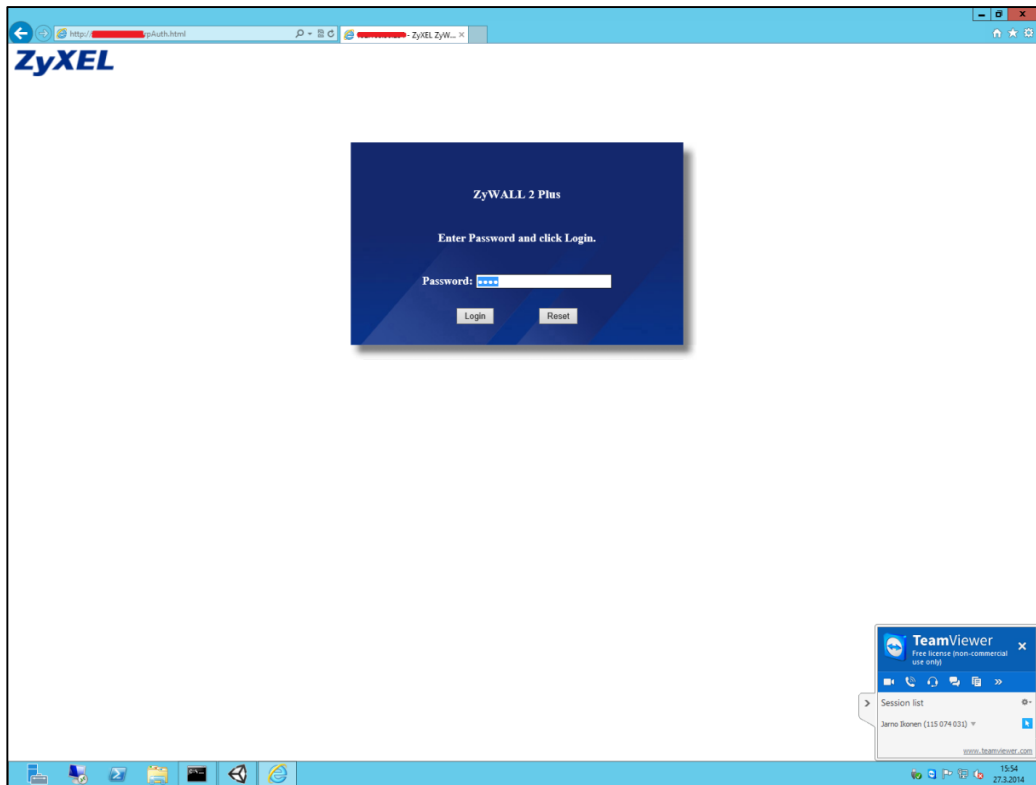 http:// rpAuth.html
- ZyXEL ZyW...
ZyXEL
ZyWALL 2 Plus
Enter Password and click Login.
Password:
Login
Reset
TeamViewer
Free license (non-commercial
use only)
Session list
Jarno Ikonen (115 074 031)
www.teamviewer.com
15:54
27.3.2014